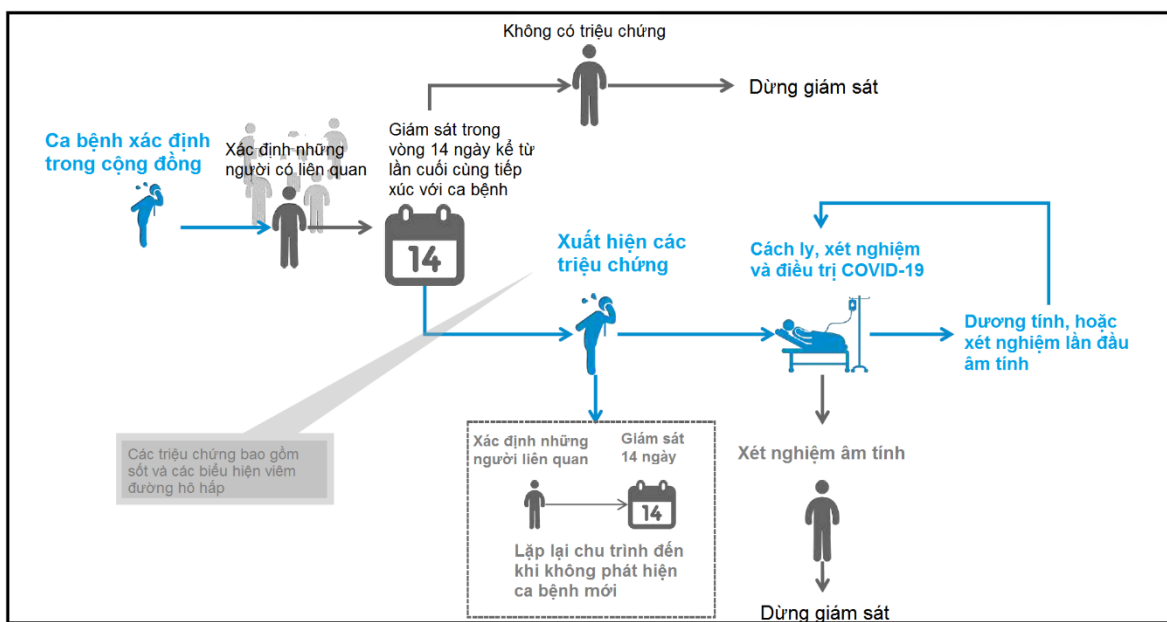 Không có triệu chứng
Dừng giám sát
Ca bệnh xác định
trong cộng đồng
Xác định những
người có liên quan
Giám sát trong
vòng 14 ngày kể từ
lần cuối cùng tiếp
xúc với ca bệnh
14
Xuất hiện các
triệu chứng
Cách ly, xét nghiệm
và điều trị COVID-19
Dương tính, hoặc
xét nghiệm lần đầu
âm tính
Các triệu chứng bao gồm
sốt và các biểu hiện viêm
đường hô hấp
Xác định những
người liên quan
Giám sát
14 ngày
14
Lặp lại chu trình đến
khi không phát hiện
ca bệnh mới
Xét nghiệm âm tính
Dừng giám sát